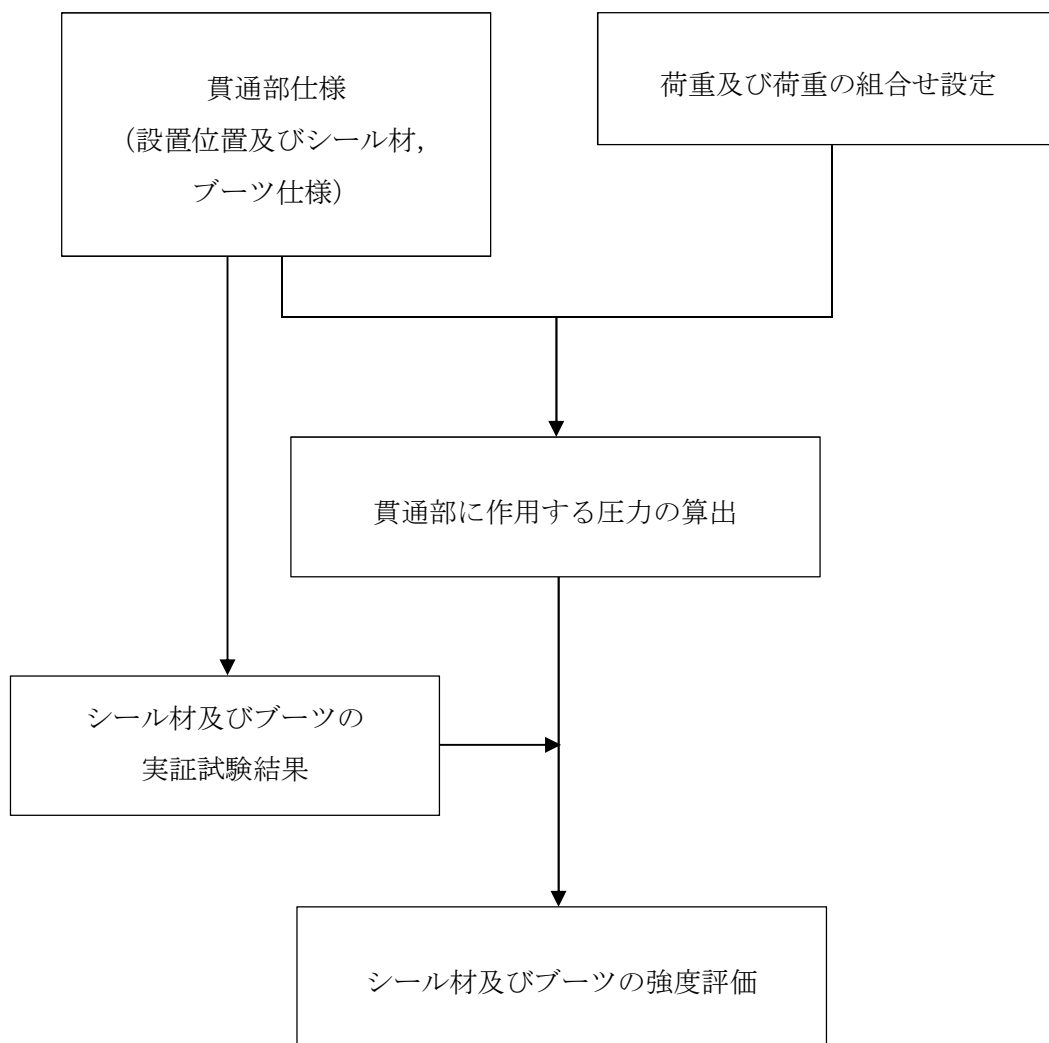 貫通部仕様
(設置位置及びシール材,
ブーツ仕様)
荷重及び荷重の組合せ設定
貫通部に作用する圧力の算出
シール材及びブーツの
実証試験結果
シール材及びブーツの強度評価